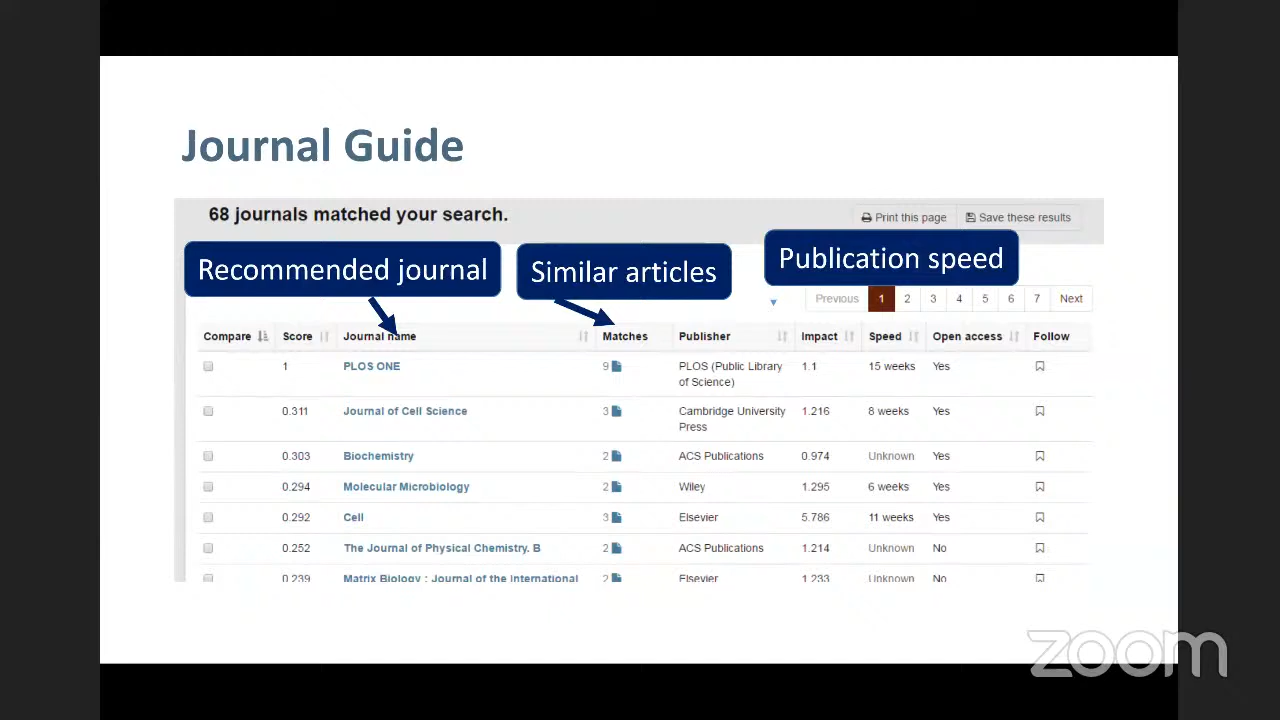 Journal Guide
68 journals matched your search.
Print this page Save these results
Recommended journal Similar articles Publication speed
Previous 1 2 3 4 5 6 7 Next
Compare Score Journal name Matches Publisher Impact Speed Open access Follow
1 PLOS ONE 9 PLOS (Public Library 1.1 15 weeks Yes
of Science)
0.311 Journal of Cell Science 3 Cambridge University 1.216 8 weeks Yes
Press
0.303 Biochemistry 2 ACS Publications 0.974 Unknown Yes
0.294 Molecular Microbiology 2 Wiley 1.295 6 weeks Yes
0.292 Cell 3 Elsevier 5.786 11 weeks Yes
0.252 The Journal of Physical Chemistry. B 2 ACS Publications 1.214 Unknown No
0.239 Matrix Biology : Journal of the International 2 Elsevier 1.233 Unknown No
zoom